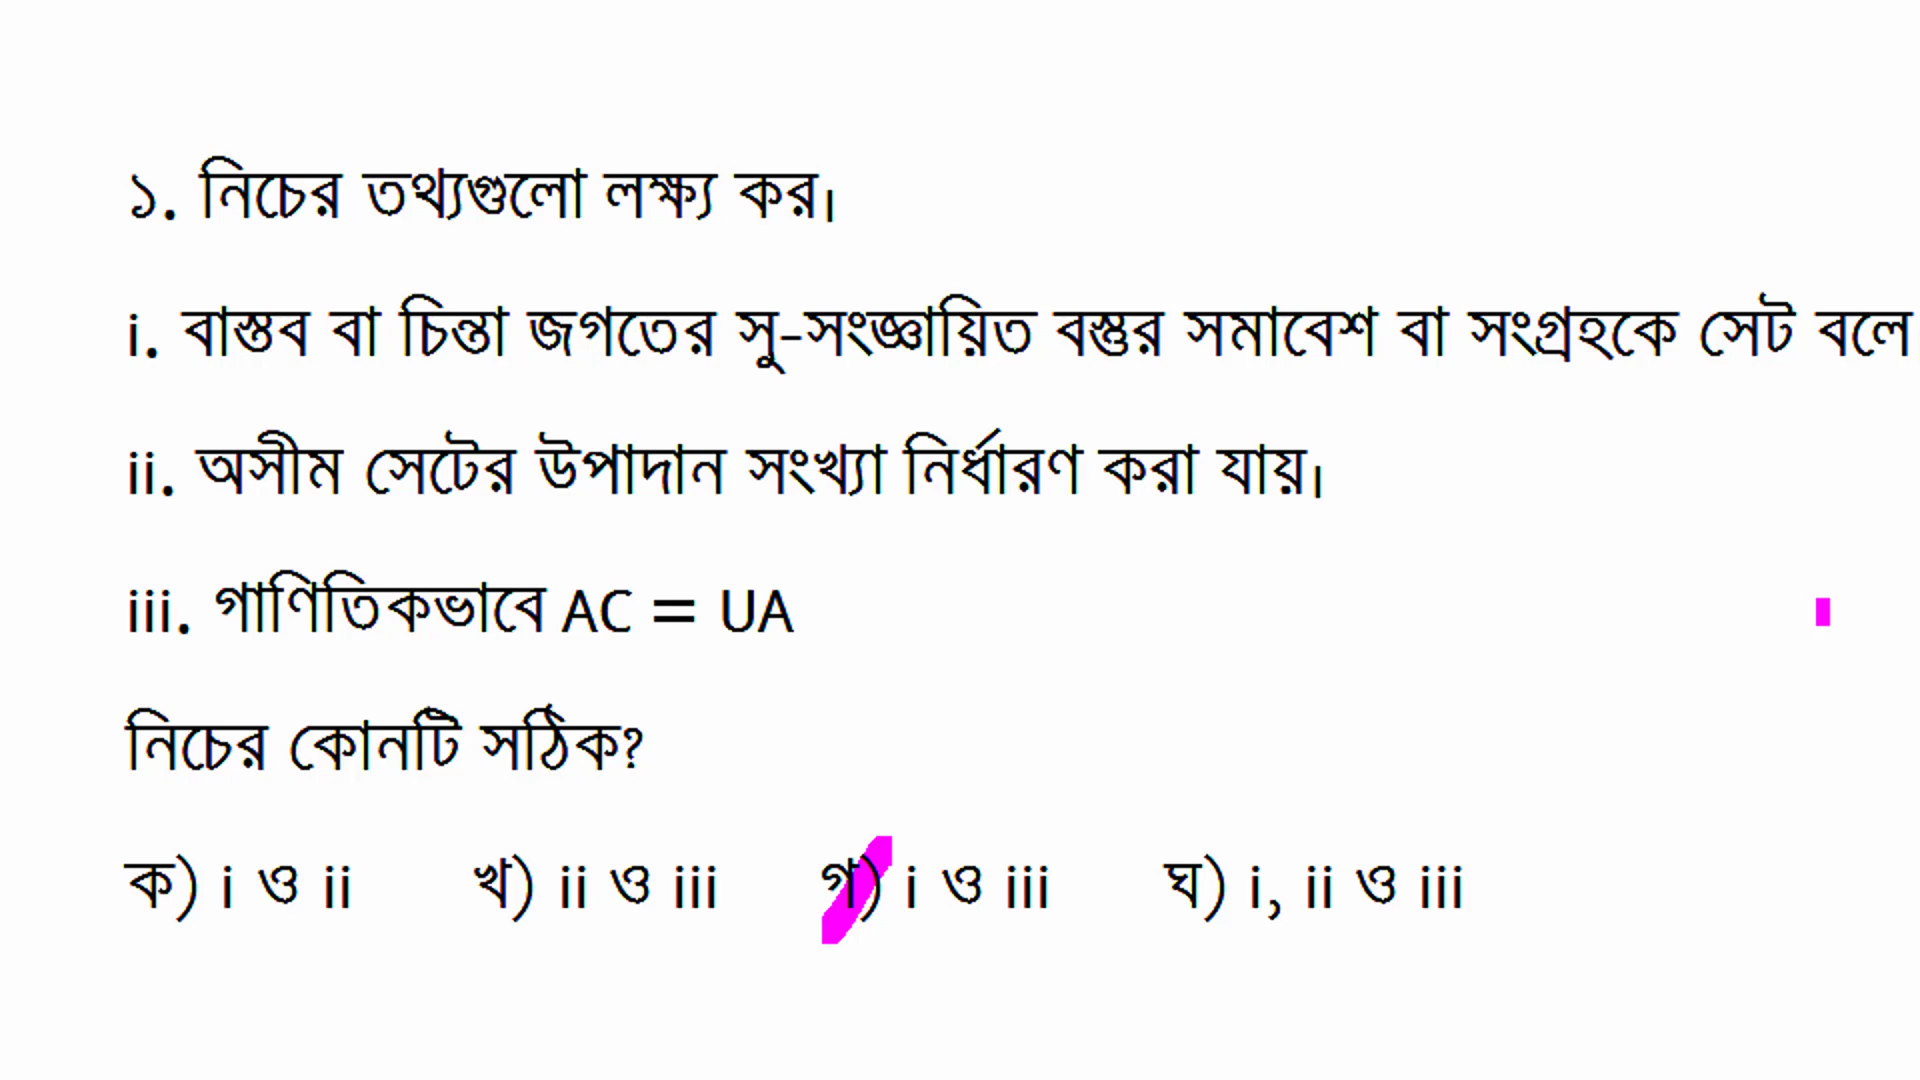 ১. নিচের তথ্যগুলো লক্ষ্য কর।
i. বাস্তব বা চিন্তা জগতের সু-সংজ্ঞায়িত বস্তুর সমাবেশ বা সংগ্রহকে সেট বলে
ii. অসীম সেটের উপাদান সংখ্যা নির্ধারণ করা যায়।
iii. গাণিতিকভাবে AC = UA
নিচের কোনটি সঠিক?
ক) i ও ii খ) ii ও iii গ) i ও iii ঘ) i, ii ও iii